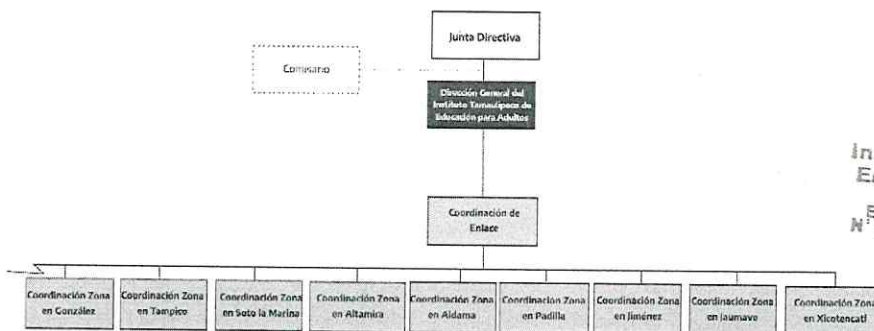 Junta Directiva
Comisario
Dirección General del
Instituto Tamaulipeco de
Educación para Adultos
Coordinación de
Enlace
Coordinación Zona
en González
Coordinación Zona
en Tampico
Coordinación Zona
en Soto la Marina
Coordinación Zona
en Altamira
Coordinación Zona
en Aldama
Coordinación Zona
en Padilla
Coordinación Zona
en Jiménez
Coordinación Zona
en Jaumave
Coordinación Zona
en Xicotencatl